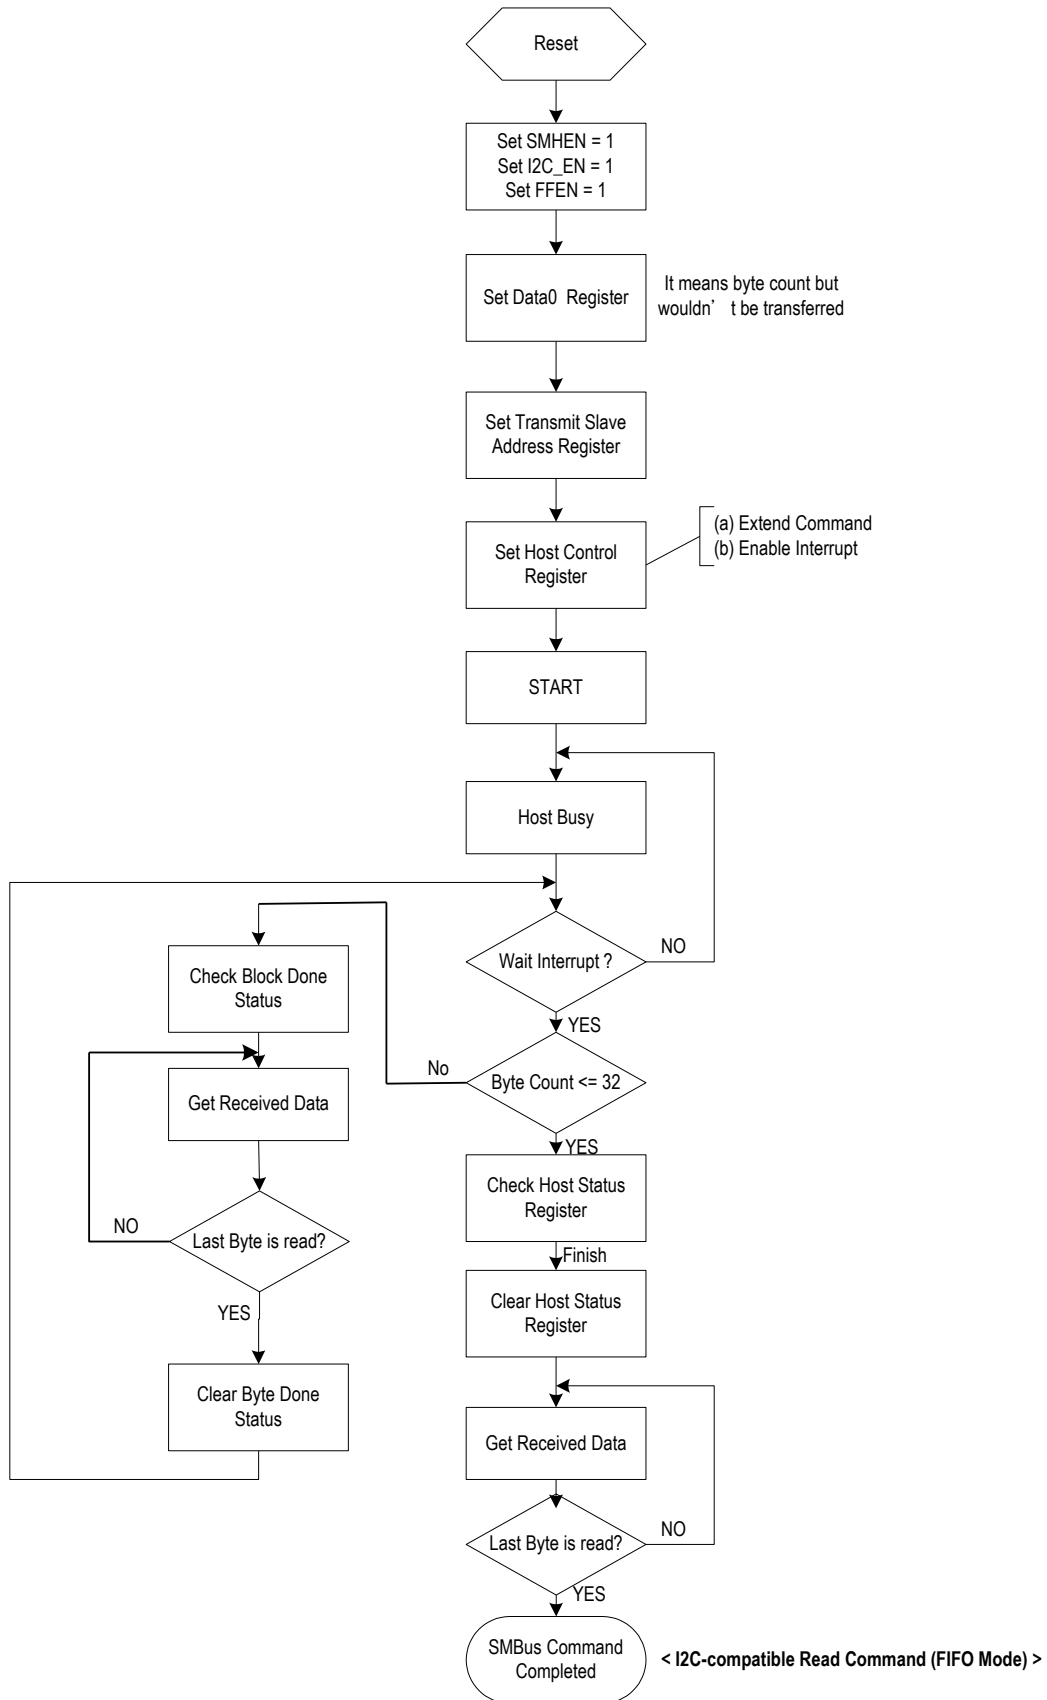 Reset
Set SMHEN = 1
Set I2C_EN = 1
Set FFEN = 1
Set Data0  Register
It means byte count but
wouldn’ t be transferred
Set Transmit Slave
Address Register
Set Host Control
Register
(a) Extend Command
(b) Enable Interrupt
START
Host Busy
Wait Interrupt ?
NO
YES
Check Block Done
Status
No
Byte Count <= 32
YES
Get Received Data
Check Host Status
Register
NO
Last Byte is read?
Finish
YES
Clear Host Status
Register
Clear Byte Done
Status
Get Received Data
Last Byte is read?
NO
YES
SMBus Command
Completed
< I2C-compatible Read Command (FIFO Mode) >